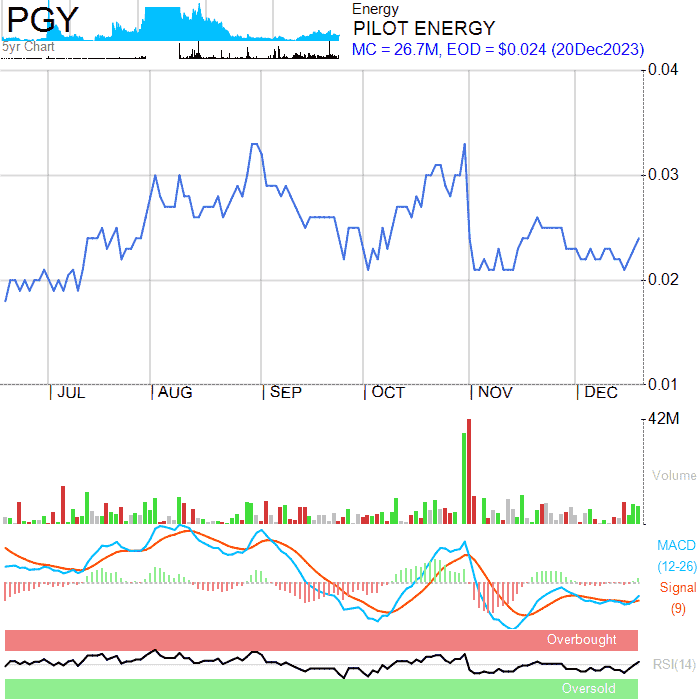 PGY
5yr Chart
Energy
PILOT ENERGY
MC = 26.7M, EOD = $0.024 (20Dec2023)
0.04
0.03
0.02
0.01
| JUL | AUG | SEP | OCT | NOV | DEC
42M
Volume
MACD
(12-26)
Signal
(9)
Overbought
RSI(14)
Oversold